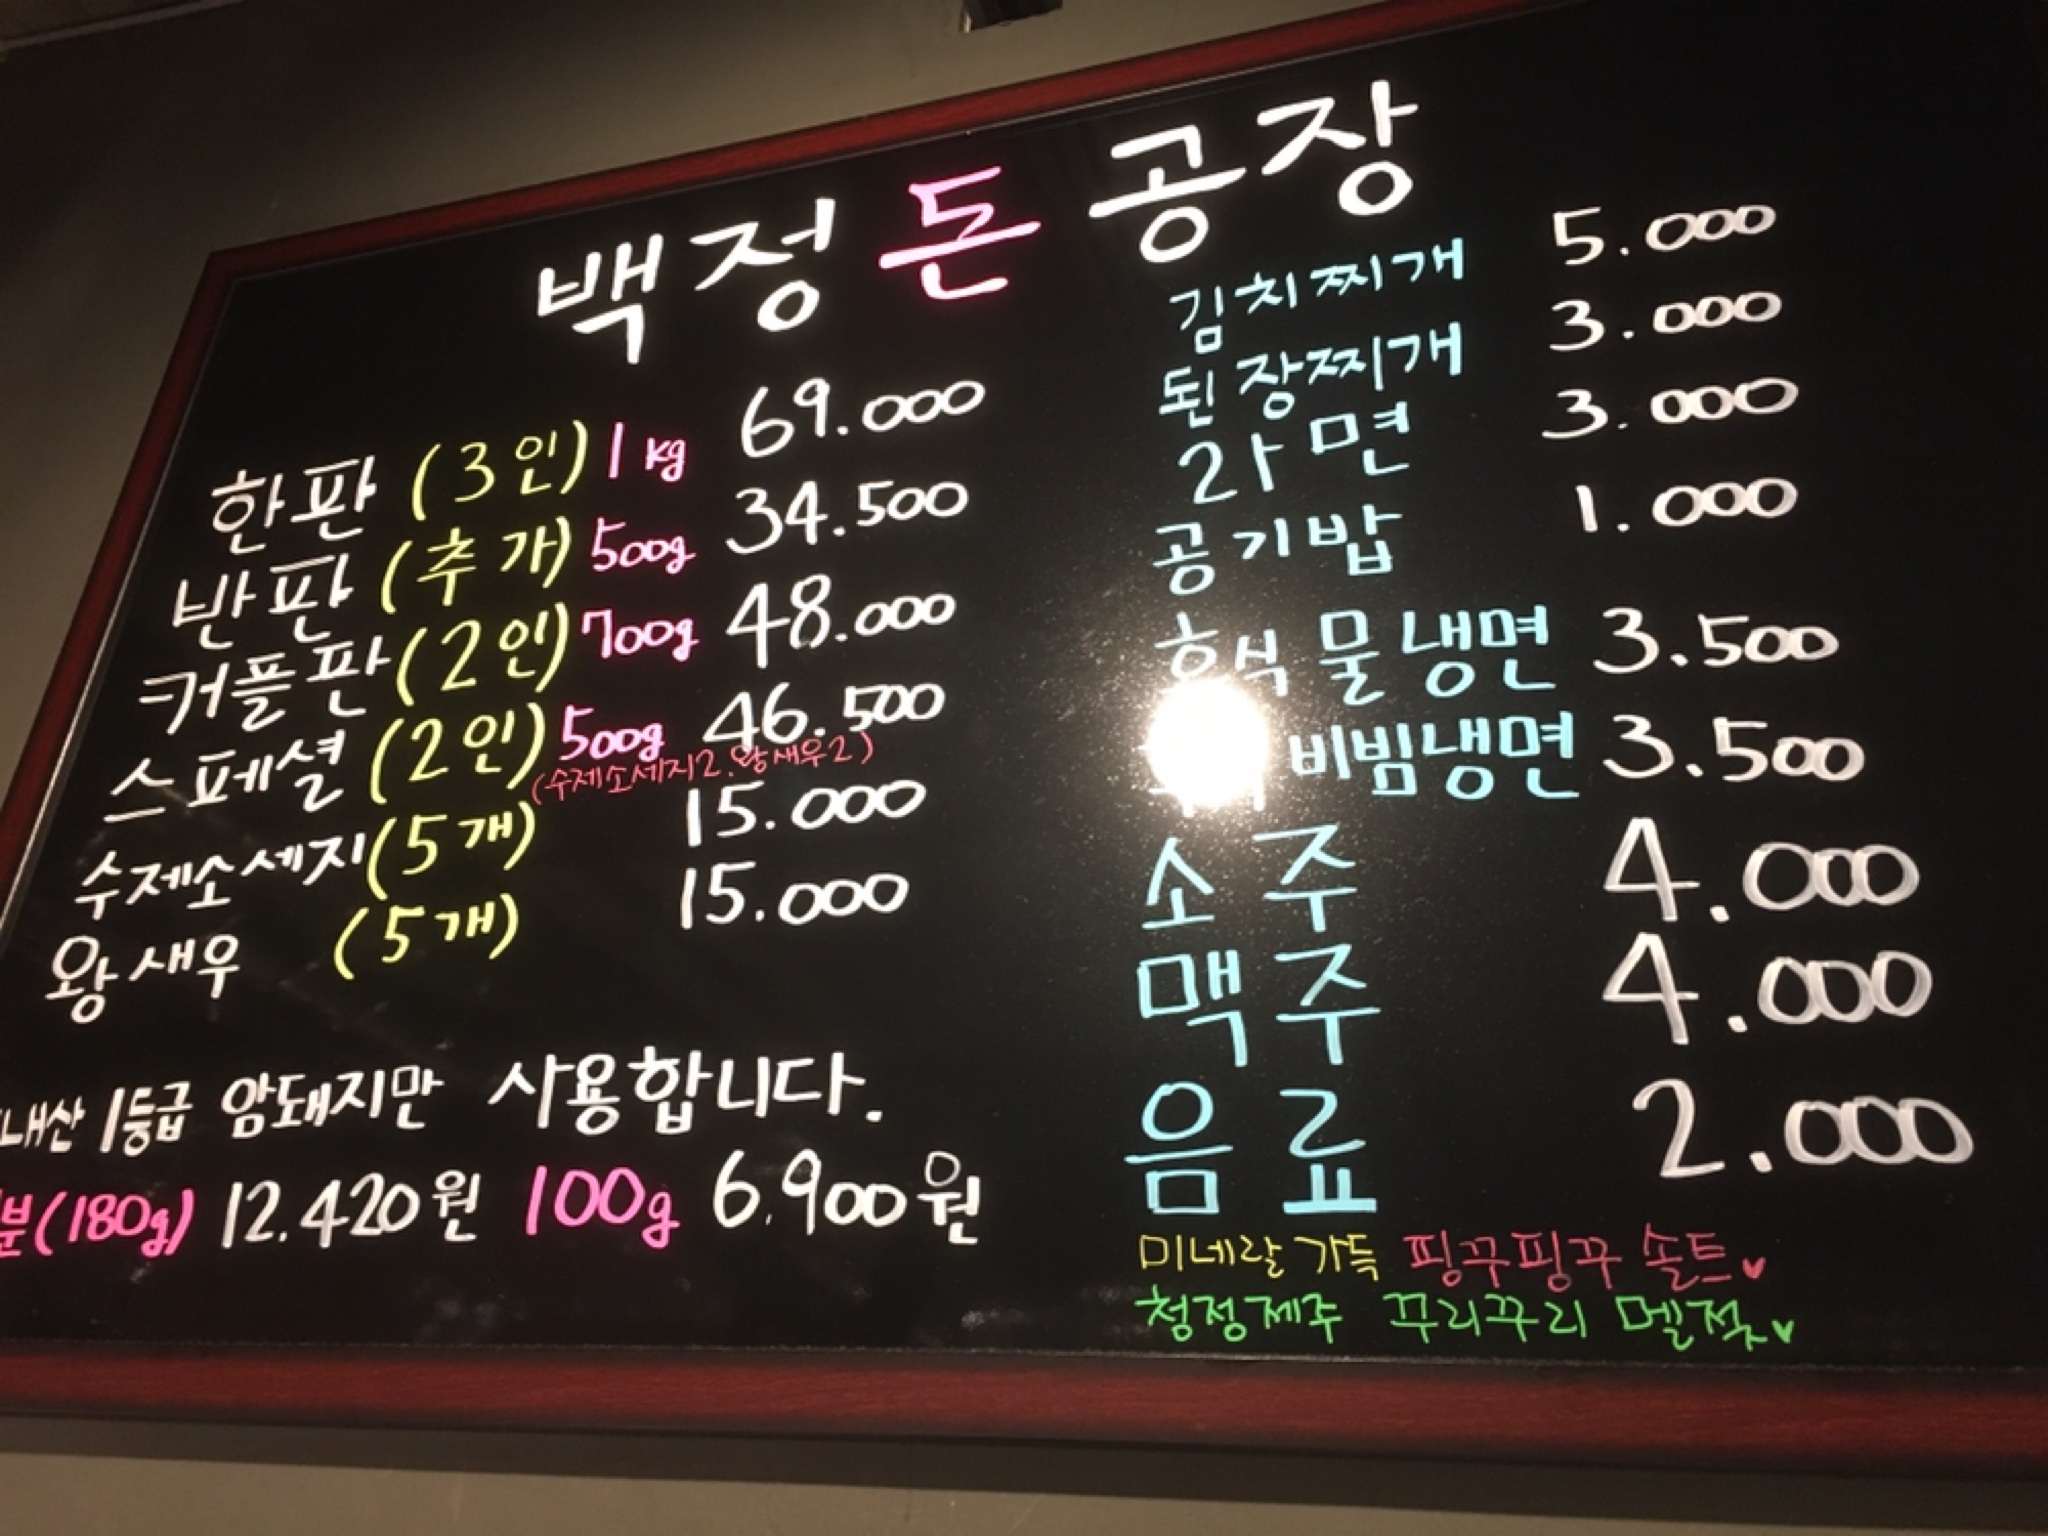 백정돈공장
한판 (3인) 1kg 69.000
반판 (추가) 500g 34.500
커플판 (2인) 700g 48.000
스페셜 (2인) 500g 46.500
(수제소세지2.왕새우2)
수제소세지 (5개) 15.000
왕새우 (5개) 15.000
내산 1등급 암돼지만 사용합니다.
분(180g) 12.420원 100g 6.900원
김치찌개 5.000
된장찌개 3.000
라면 3.000
공기밥 1.000
후식 물냉면 3.500
비빔냉면 3.500
소주 4.000
맥주 4.000
음료 2.000
미네랄 가득 핑꾸핑꾸 솔트♥
청정제주 꾸리꾸리 멜젓♥